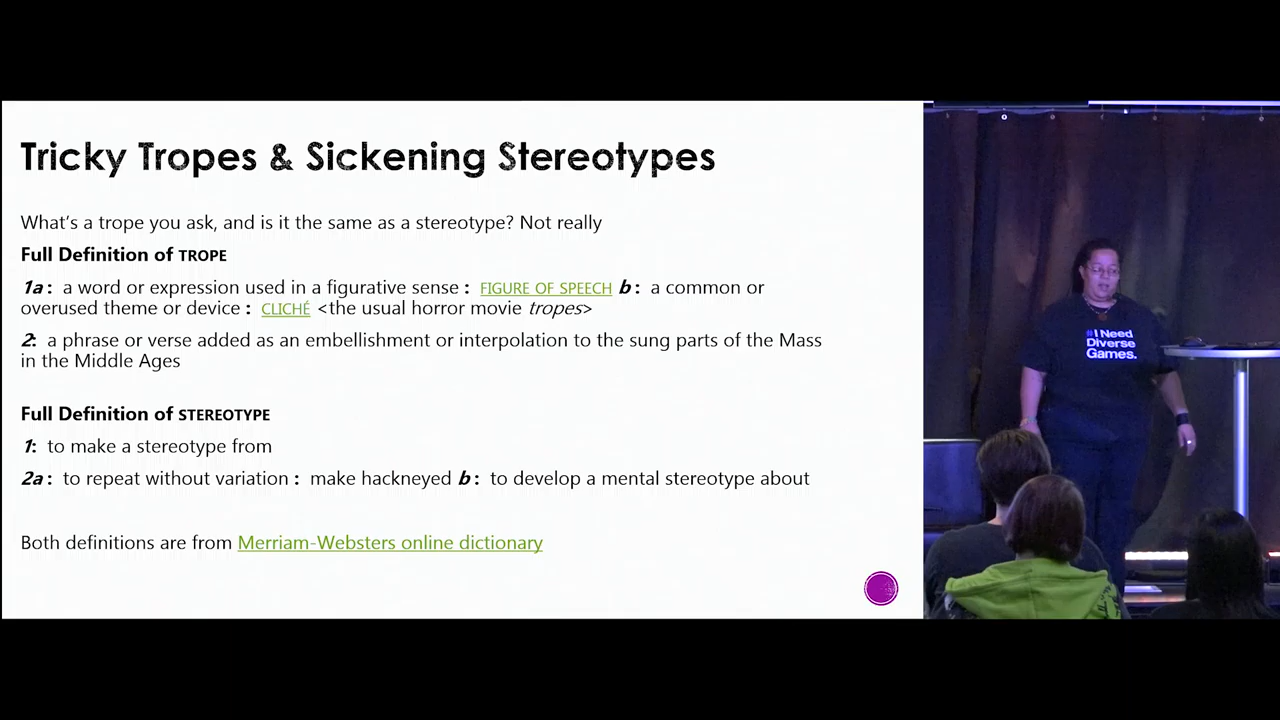 Tricky Tropes & Sickening Stereotypes
What's a trope you ask, and is it the same as a stereotype? Not really
Full Definition of TROPE
1a : a word or expression used in a figurative sense : FIGURE OF SPEECH b : a common or
overused theme or device : CLICHÉ <the usual horror movie tropes>
2: a phrase or verse added as an embellishment or interpolation to the sung parts of the Mass
in the Middle Ages
Full Definition of STEREOTYPE
1: to make a stereotype from
2a : to repeat without variation : make hackneyed b : to develop a mental stereotype about
Both definitions are from Merriam-Websters online dictionary
#I Need
Diverse
Games.